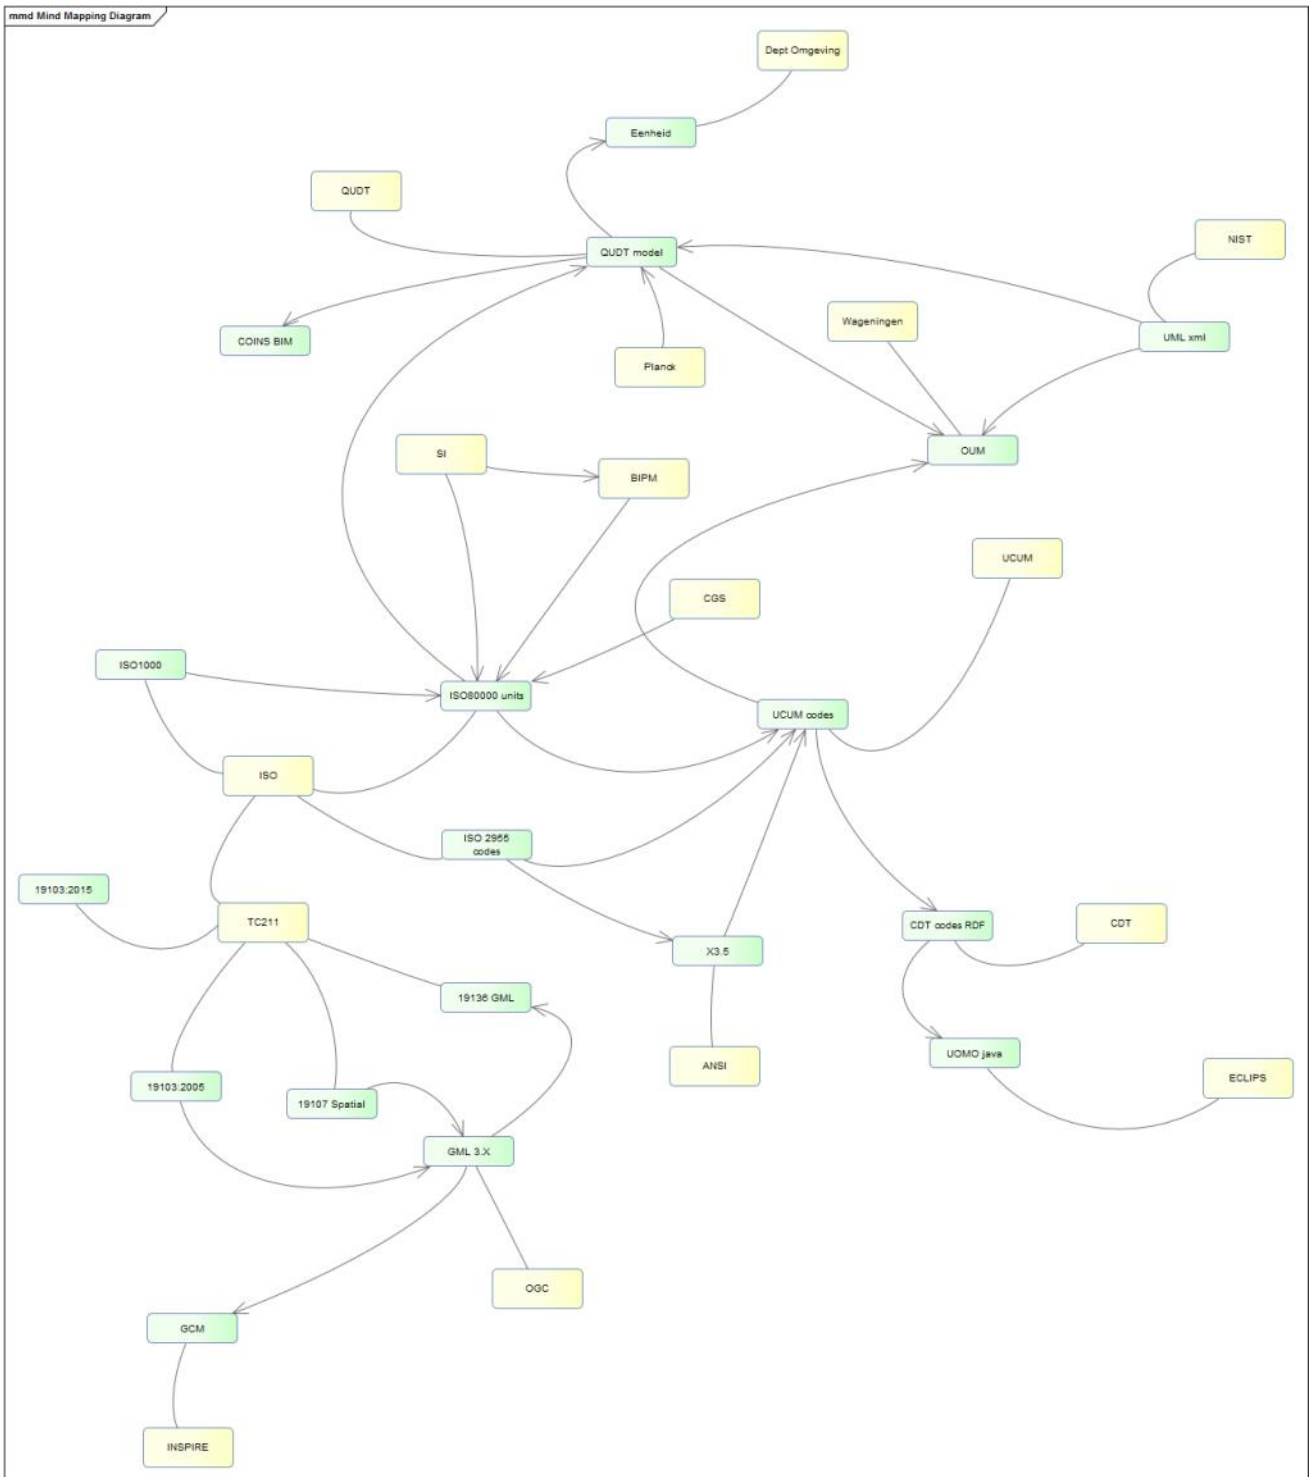 mmd Mind Mapping Diagram
Dept Omgeving
Eenheid
QUDT
QUDT model
NIST
COINS BIM
Wageningen
UML xml
Planck
SI
BIPM
OUM
UCUM
CGS
ISO1000
ISO80000 units
UCUM codes
ISO
ISO 2955
codes
19103:2015
TC211
CDT codes RDF
CDT
X3.5
19136 GML
ANSI
UOMO java
ECLIPS
19103:2005
19107 Spatial
GML 3.X
OGC
GCM
INSPIRE